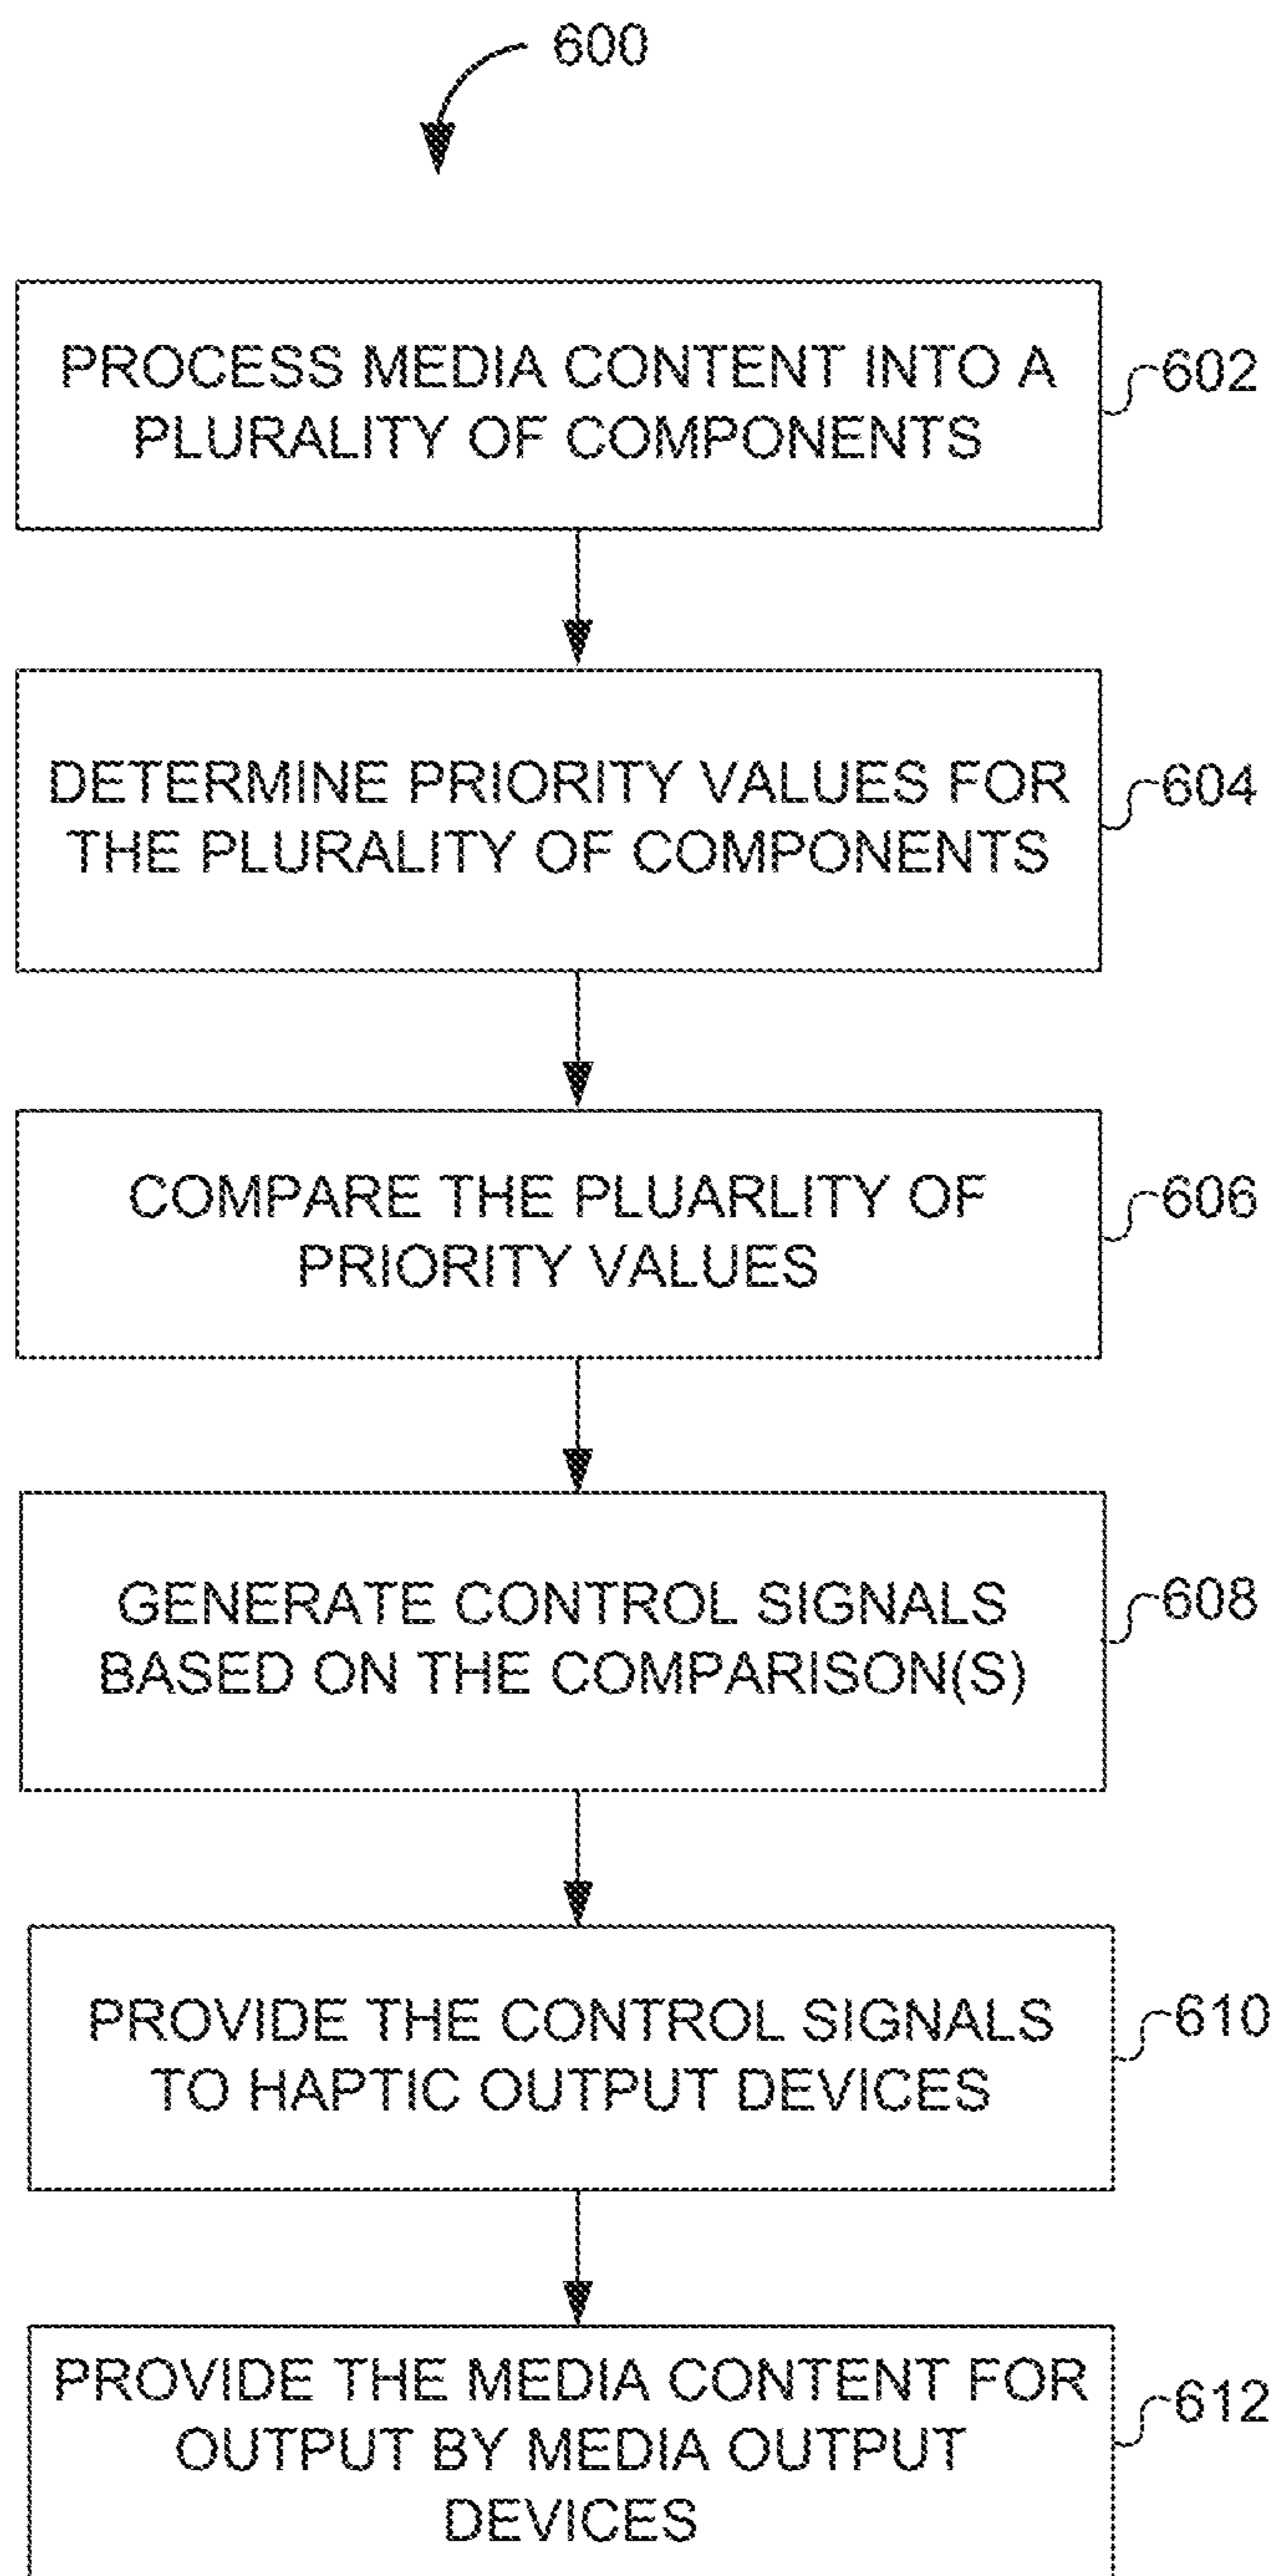 600
PROCESS MEDIA CONTENT INTO A
PLURALITY OF COMPONENTS
602
DETERMINE PRIORITY VALUES FOR
THE PLURALITY OF COMPONENTS
604
COMPARE THE PLUARLITY OF
PRIORITY VALUES
606
GENERATE CONTROL SIGNALS
BASED ON THE COMPARISON(S)
608
PROVIDE THE CONTROL SIGNALS
TO HAPTIC OUTPUT DEVICES
610
PROVIDE THE MEDIA CONTENT FOR
OUTPUT BY MEDIA OUTPUT
DEVICES
612